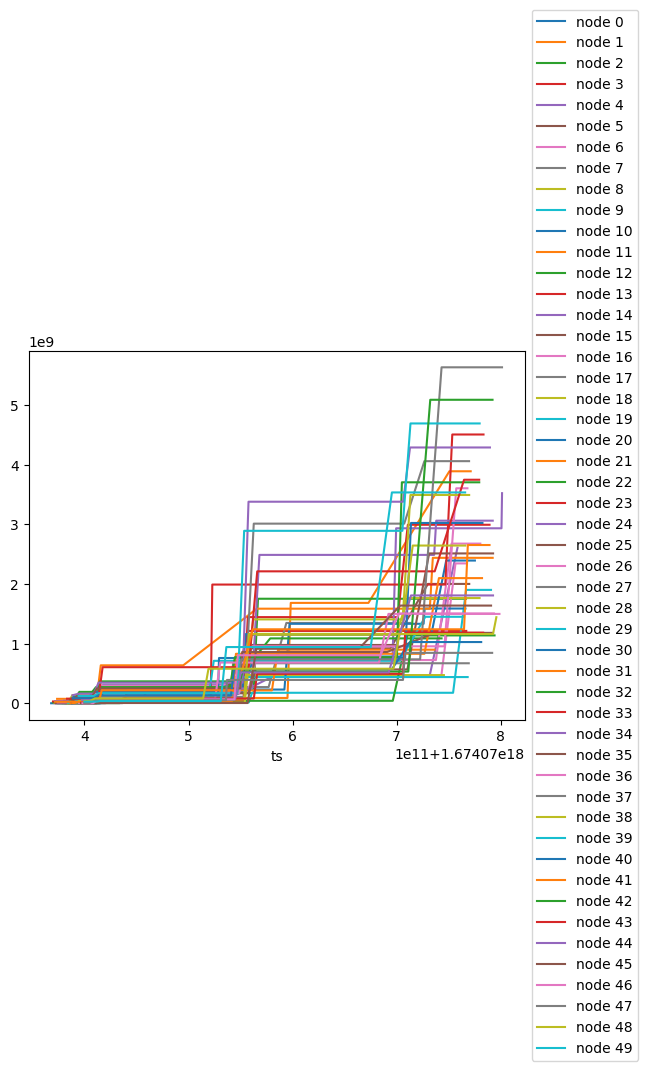 1e9
5
4
3
2
1
0
4 5 6 7 8
ts
1e11+1.67407e18
node 0
node 1
node 2
node 3
node 4
node 5
node 6
node 7
node 8
node 9
node 10
node 11
node 12
node 13
node 14
node 15
node 16
node 17
node 18
node 19
node 20
node 21
node 22
node 23
node 24
node 25
node 26
node 27
node 28
node 29
node 30
node 31
node 32
node 33
node 34
node 35
node 36
node 37
node 38
node 39
node 40
node 41
node 42
node 43
node 44
node 45
node 46
node 47
node 48
node 49